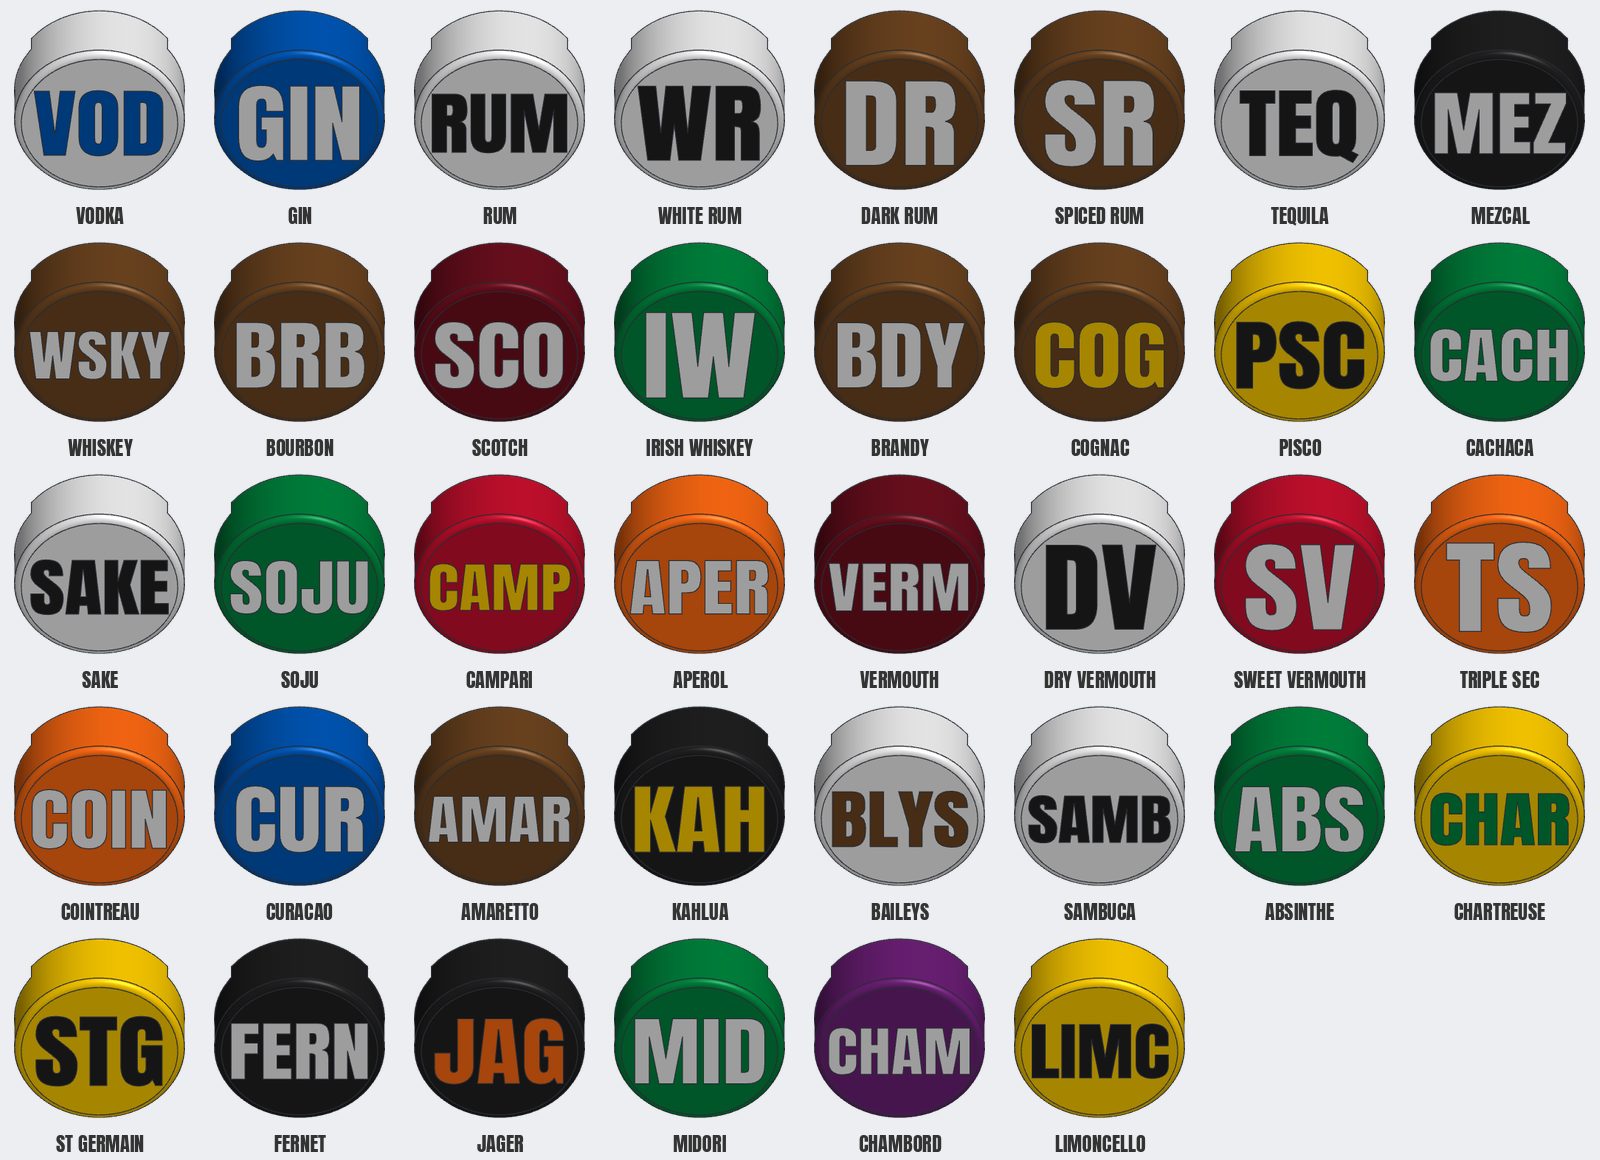 VOD GIN RUM WR DR SR TEQ MEZ
VODKA GIN RUM WHITE RUM DARK RUM SPICED RUM TEQUILA MEZCAL
WSKY BRB SCO IW BDY COG PSC CACH
WHISKEY BOURBON SCOTCH IRISH WHISKEY BRANDY COGNAC PISCO CACHACA
SAKE SOJU CAMP APER VERM DV SV TS
SAKE SOJU CAMPARI APEROL VERMOUTH DRY VERMOUTH SWEET VERMOUTH TRIPLE SEC
COIN CUR AMAR KAH BLYS SAMB ABS CHAR
COINTREAU CURACAO AMARETTO KAHLUA BAILEYS SAMBUCA ABSINTHE CHARTREUSE
STG FERN JAG MID CHAM LIMC
ST GERMAIN FERNET JAGER MIDORI CHAMBORD LIMONCELLO